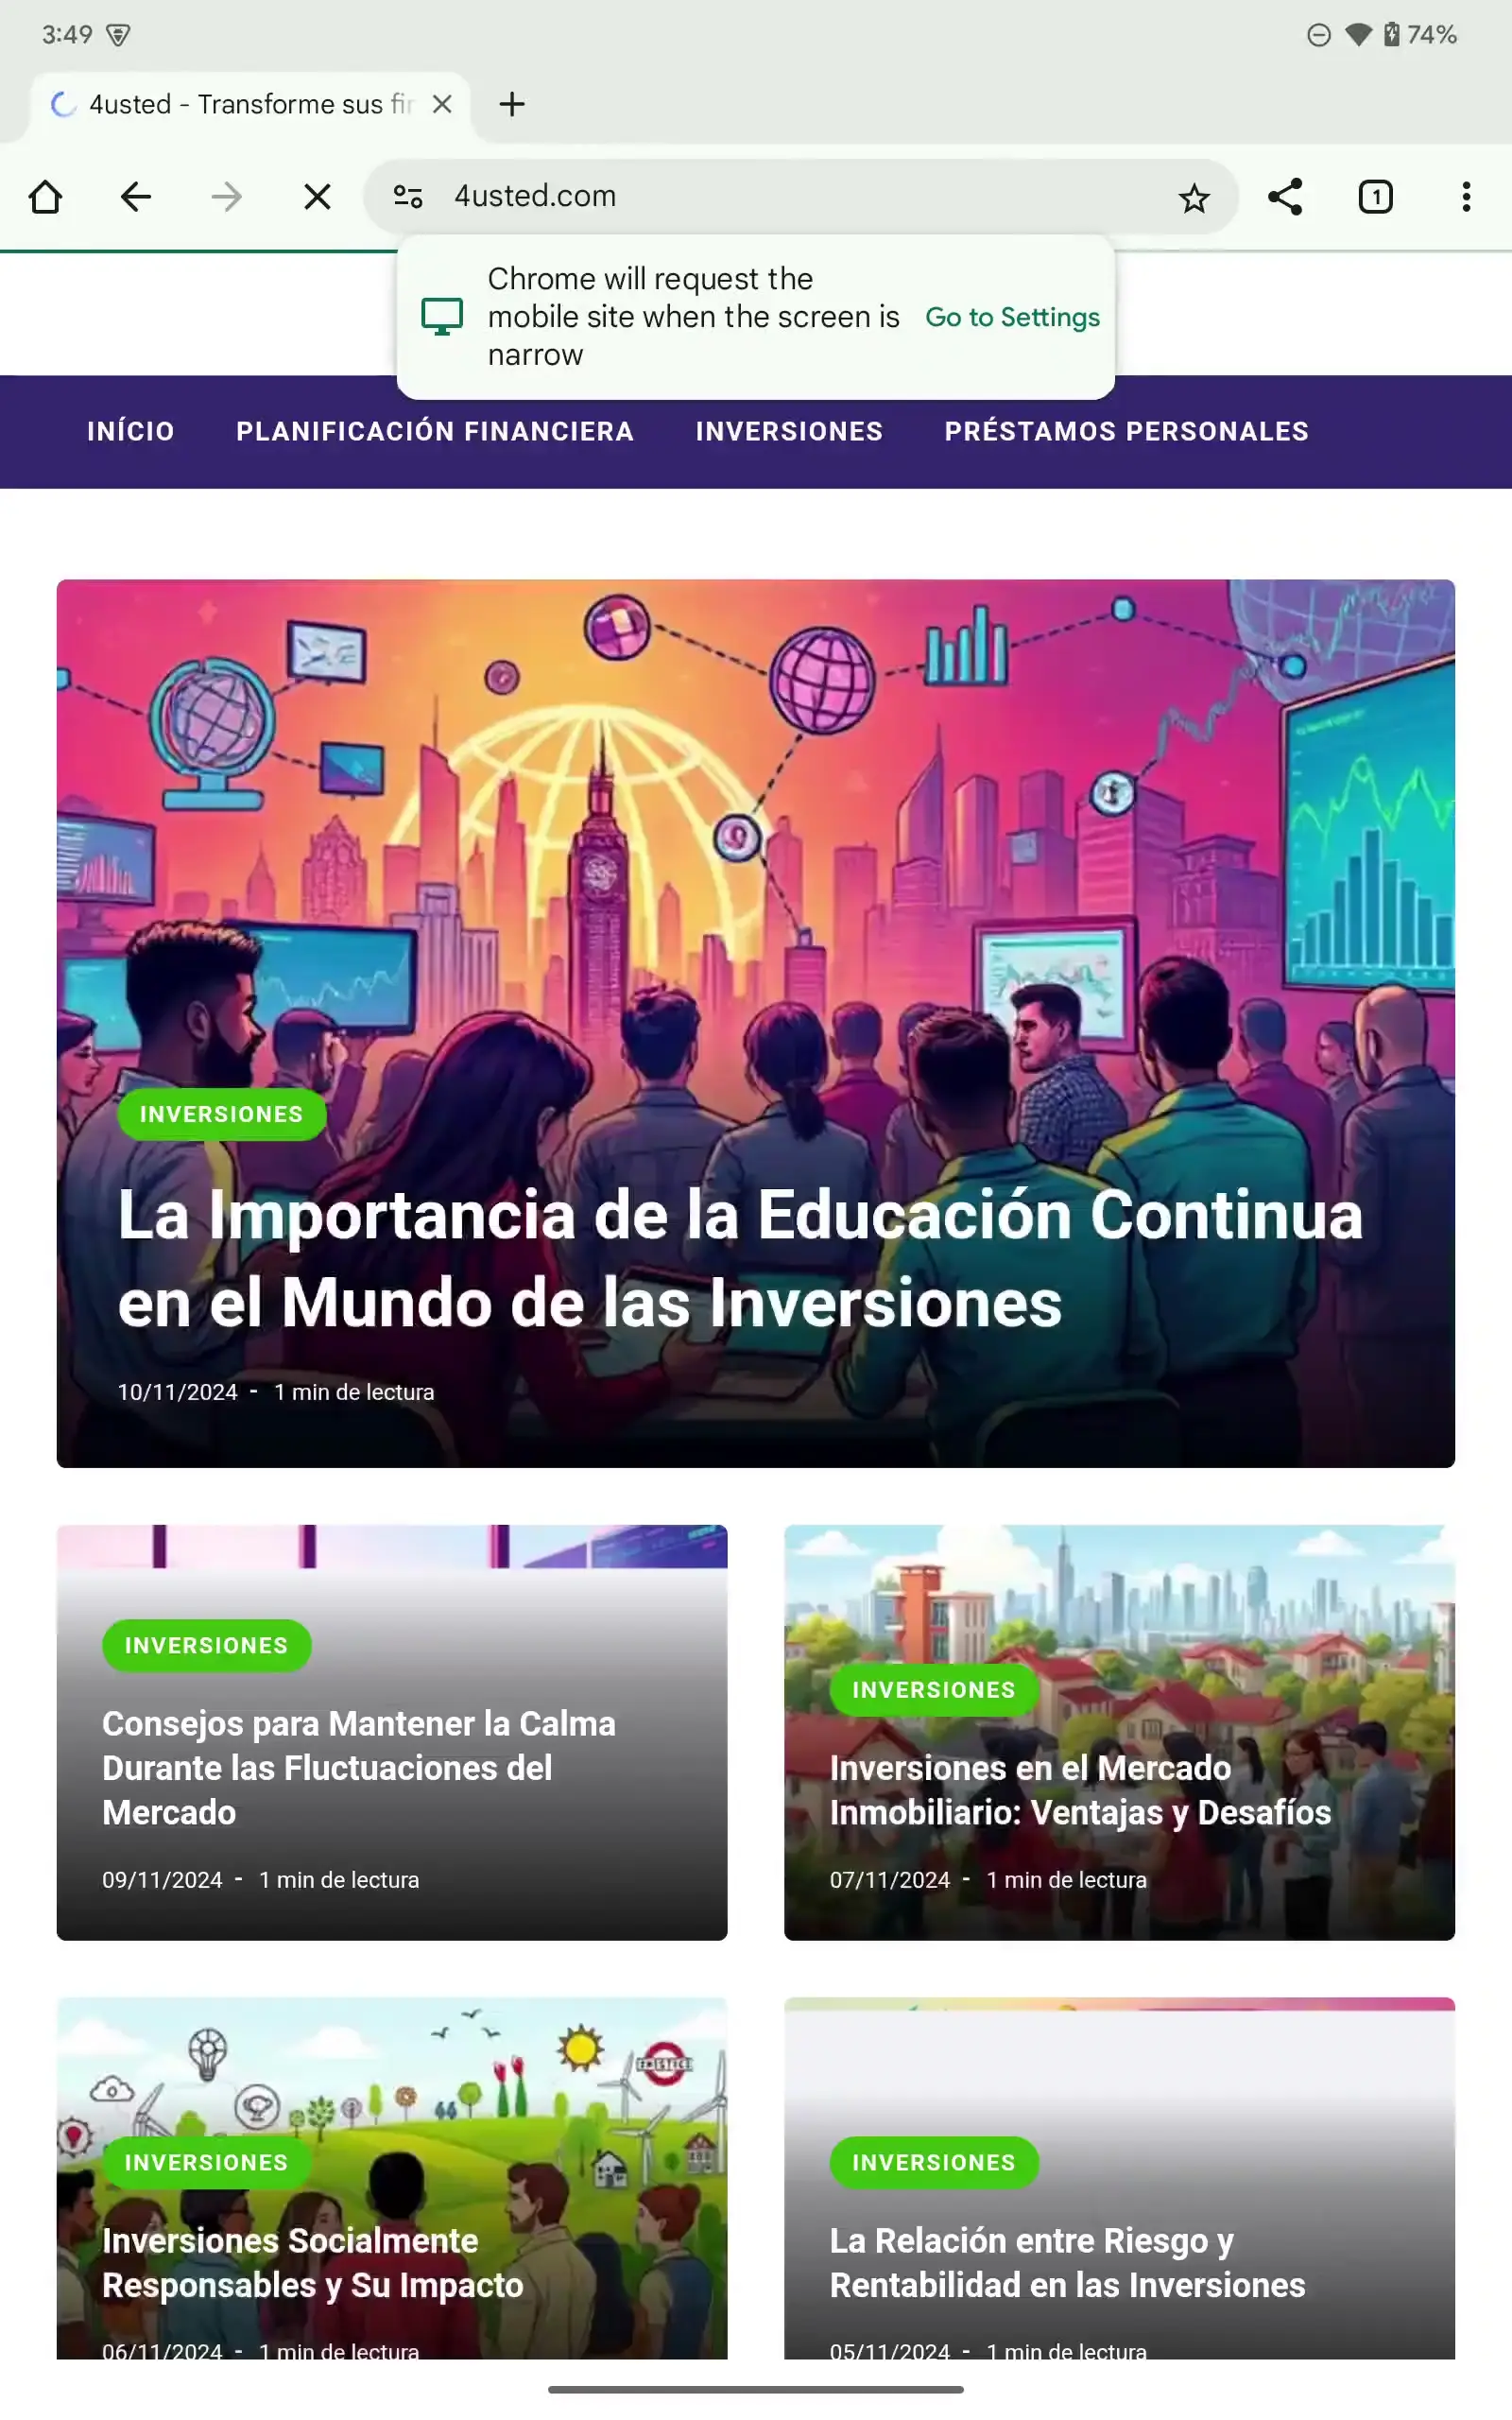 3:49
74%
4usted - Transforme sus fin
4usted.com
1
Chrome will request the
mobile site when the screen is
narrow
Go to Settings
INÍCIO
PLANIFICACIÓN FINANCIERA
INVERSIONES
PRÉSTAMOS PERSONALES
INVERSIONES
La Importancia de la Educación Continua
en el Mundo de las Inversiones
10/11/2024 - 1 min de lectura
INVERSIONES
Consejos para Mantener la Calma
Durante las Fluctuaciones del
Mercado
09/11/2024 - 1 min de lectura
INVERSIONES
Inversiones en el Mercado
Inmobiliario: Ventajas y Desafíos
07/11/2024 - 1 min de lectura
INVERSIONES
Inversiones Socialmente
Responsables y Su Impacto
06/11/2024 - 1 min de lectura
INVERSIONES
La Relación entre Riesgo y
Rentabilidad en las Inversiones
05/11/2024 - 1 min de lectura